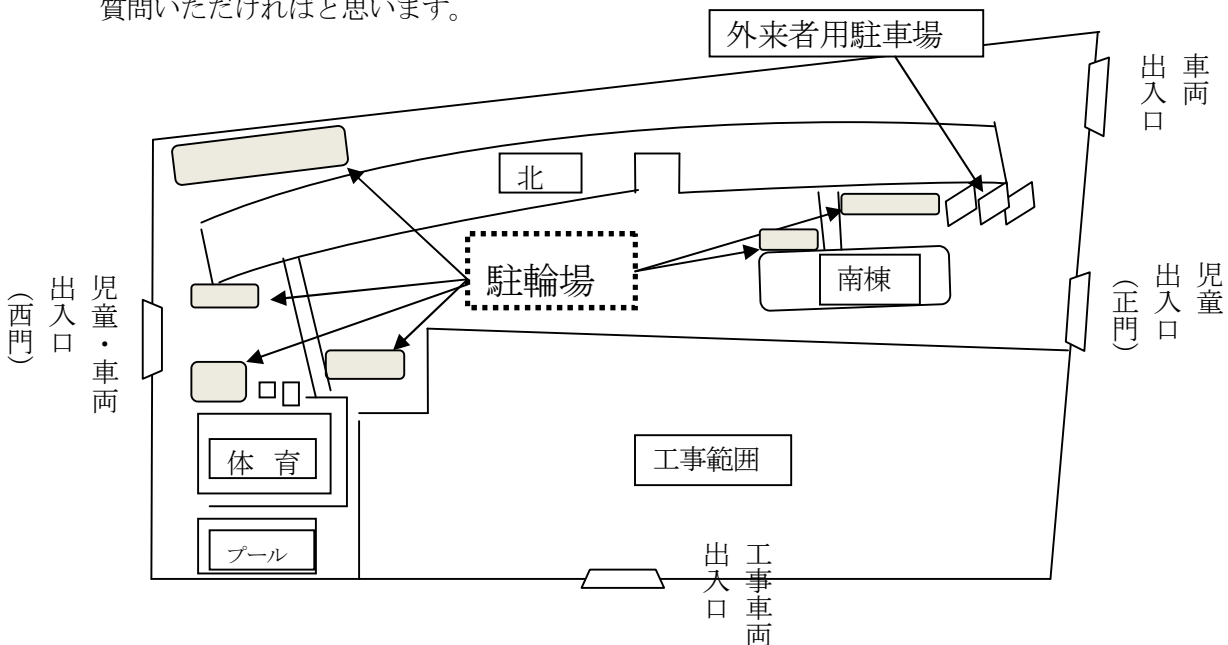 質問いただければと思います。
外来者用駐車場
車両
出入口
北
駐輪場
南棟
児童
出入口
（正門）
児童・車両
出入口
（西門）
体 育
工事範囲
プール
工事車両
出入口